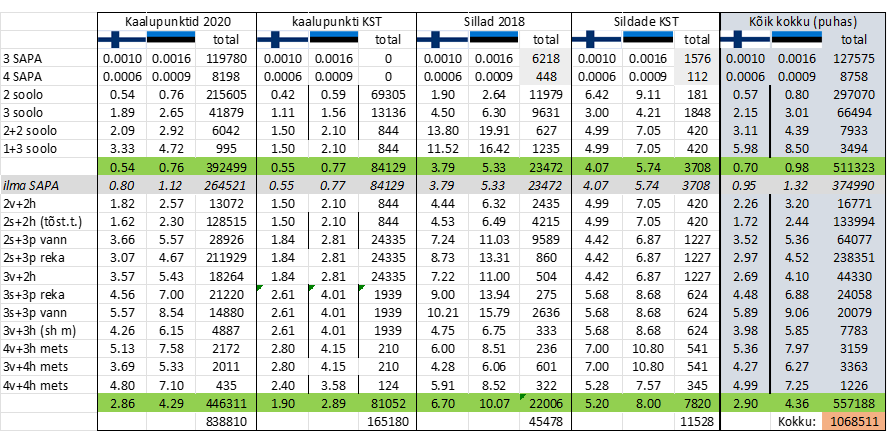 Kaalupunktid 2020 kaalupunkti KST Sillad 2018 Sildade KST Kõik kokku (puhas)
total total total total total
3 SAPA 0.0010 0.0016 119780 0.0010 0.0016 0 0.0010 0.0016 6218 0.0010 0.0016 1576 0.0010 0.0016 127575
4 SAPA 0.0006 0.0009 8198 0.0006 0.0009 0 0.0006 0.0009 448 0.0006 0.0009 112 0.0006 0.0009 8758
2 soolo 0.54 0.76 215605 0.42 0.59 69305 1.90 2.64 11979 6.42 9.11 181 0.57 0.80 297070
3 soolo 1.89 2.65 41879 1.11 1.56 13136 4.50 6.30 9631 3.00 4.21 1848 2.15 3.01 66494
2+2 soolo 2.09 2.92 6042 1.50 2.10 844 13.80 19.91 627 4.99 7.05 420 3.11 4.39 7933
1+3 soolo 3.33 4.72 995 1.50 2.10 844 11.52 16.42 1235 4.99 7.05 420 5.98 8.50 3494
0.54 0.76 392499 0.55 0.77 84129 3.79 5.33 23472 4.07 5.74 3708 0.70 0.98 511323
ilma SAPA 0.80 1.12 264521 0.55 0.77 84129 3.79 5.33 23472 4.07 5.74 3708 0.95 1.32 374990
2v+2h 1.82 2.57 13072 1.50 2.10 844 4.44 6.32 2435 4.99 7.05 420 2.26 3.20 16771
2s+2h (tõst.t.) 1.62 2.30 128515 1.50 2.10 844 4.53 6.49 4215 4.99 7.05 420 1.72 2.44 133994
2s+3p vann 3.66 5.57 28926 1.84 2.81 24335 7.24 11.03 9589 4.42 6.87 1227 3.52 5.36 64077
2s+3p reka 3.07 4.67 211929 1.84 2.81 24335 8.73 13.31 860 4.42 6.87 1227 2.97 4.52 238351
3v+2h 3.57 5.43 18264 1.84 2.81 24335 7.22 11.00 504 4.42 6.87 1227 2.69 4.10 44330
3s+3p reka 4.56 7.00 21220 2.61 4.01 1939 9.00 13.94 275 5.68 8.68 624 4.48 6.88 24058
3s+3p vann 5.57 8.54 14880 2.61 4.01 1939 10.21 15.79 2636 5.68 8.68 624 5.89 9.06 20079
3v+3h (sh m) 4.26 6.15 4887 2.61 4.01 1939 4.75 6.75 333 5.68 8.68 624 3.98 5.85 7783
4v+3h mets 5.13 7.58 2172 2.80 4.15 210 6.00 8.51 236 7.00 10.80 541 5.36 7.97 3159
3v+4h mets 3.69 5.33 2011 2.80 4.15 210 4.28 6.06 601 7.00 10.80 541 4.27 6.27 3363
4v+4h mets 4.80 7.10 435 2.40 3.58 124 5.91 8.52 322 5.28 7.57 345 4.99 7.25 1226
2.86 4.29 446311 1.90 2.89 81052 6.70 10.07 22006 5.20 8.00 7820 2.90 4.36 557188
838810 165180 45478 11528 Kokku: 1068511